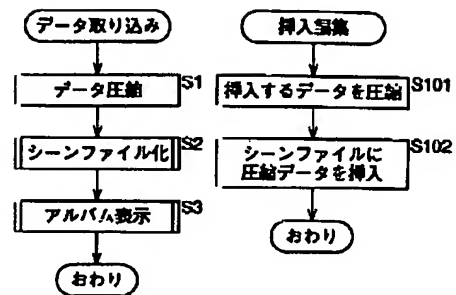 データ取り込み
データ圧縮
S1
シーンファイル化
S2
アルバム表示
S3
おわり
挿入編集
挿入するデータを圧縮
S101
シーンファイルに
圧縮データを挿入
S102
おわり